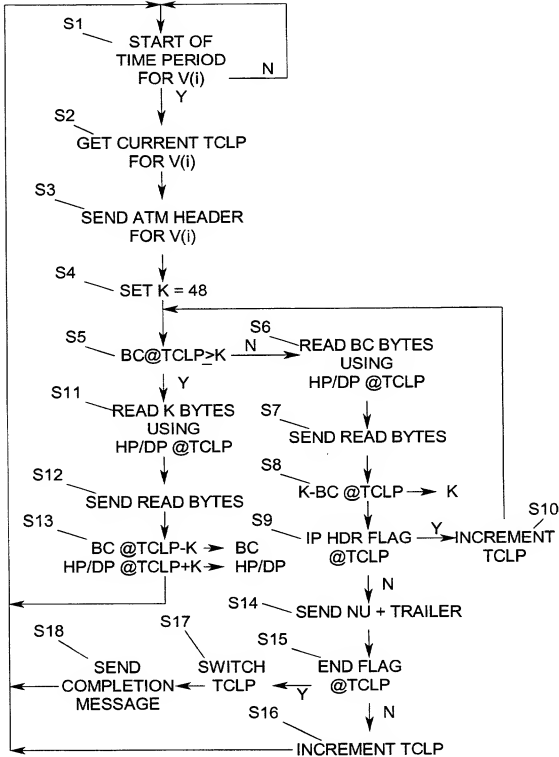 S1
START OF
TIME PERIOD
FOR V(i)
N
Y
S2
GET CURRENT TCLP
FOR V(i)
S3
SEND ATM HEADER
FOR V(i)
S4
SET K = 48
S5
BC@TCLP≥K
N
Y
S6
READ BC BYTES
USING
HP/DP @TCLP
S7
SEND READ BYTES
S8
K-BC @TCLP → K
S9
IP HDR FLAG
@TCLP
Y
N
S10
INCREMENT
TCLP
S11
READ K BYTES
USING
HP/DP @TCLP
S12
SEND READ BYTES
S13
BC @TCLP-K → BC
HP/DP @TCLP+K → HP/DP
S14
SEND NU + TRAILER
S15
END FLAG
@TCLP
Y
N
S16
INCREMENT TCLP
S17
SWITCH
TCLP
S18
SEND
COMPLETION
MESSAGE